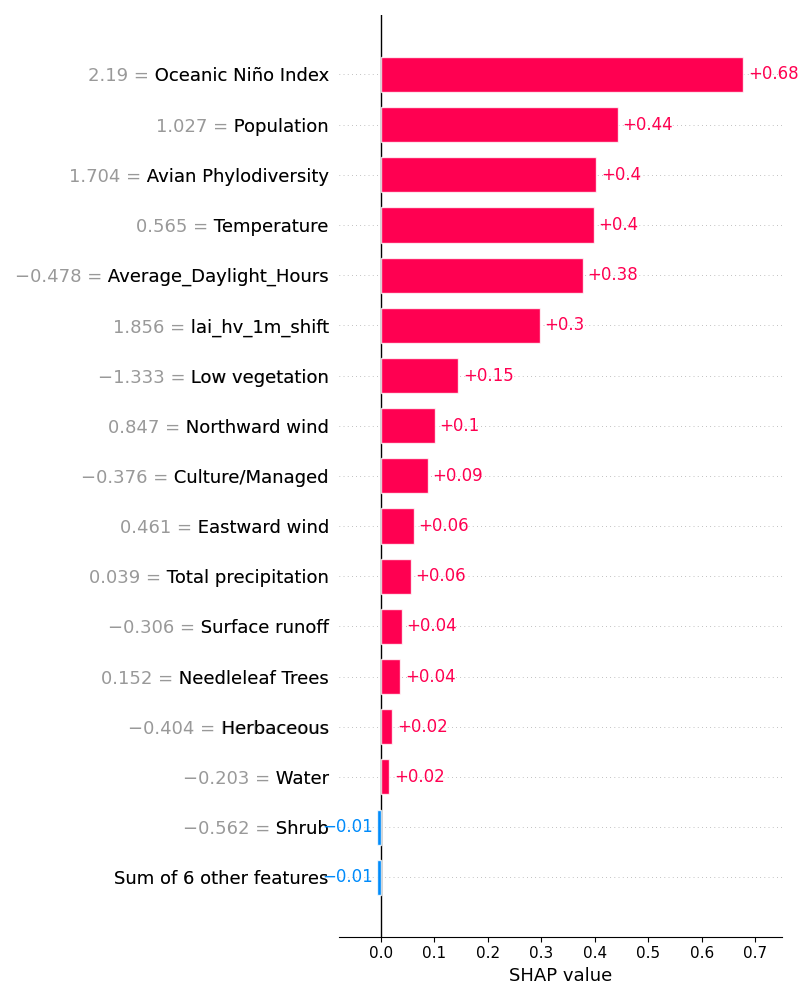 2.19 = Oceanic Niño Index +0.68
1.027 = Population +0.44
1.704 = Avian Phylodiversity +0.4
0.565 = Temperature +0.4
−0.478 = Average_Daylight_Hours +0.38
1.856 = lai_hv_1m_shift +0.3
−1.333 = Low vegetation +0.15
0.847 = Northward wind +0.1
−0.376 = Culture/Managed +0.09
0.461 = Eastward wind +0.06
0.039 = Total precipitation +0.06
−0.306 = Surface runoff +0.04
0.152 = Needleleaf Trees +0.04
−0.404 = Herbaceous +0.02
−0.203 = Water +0.02
−0.562 = Shrub −0.01
Sum of 6 other features −0.01
0.0 0.1 0.2 0.3 0.4 0.5 0.6 0.7
SHAP value